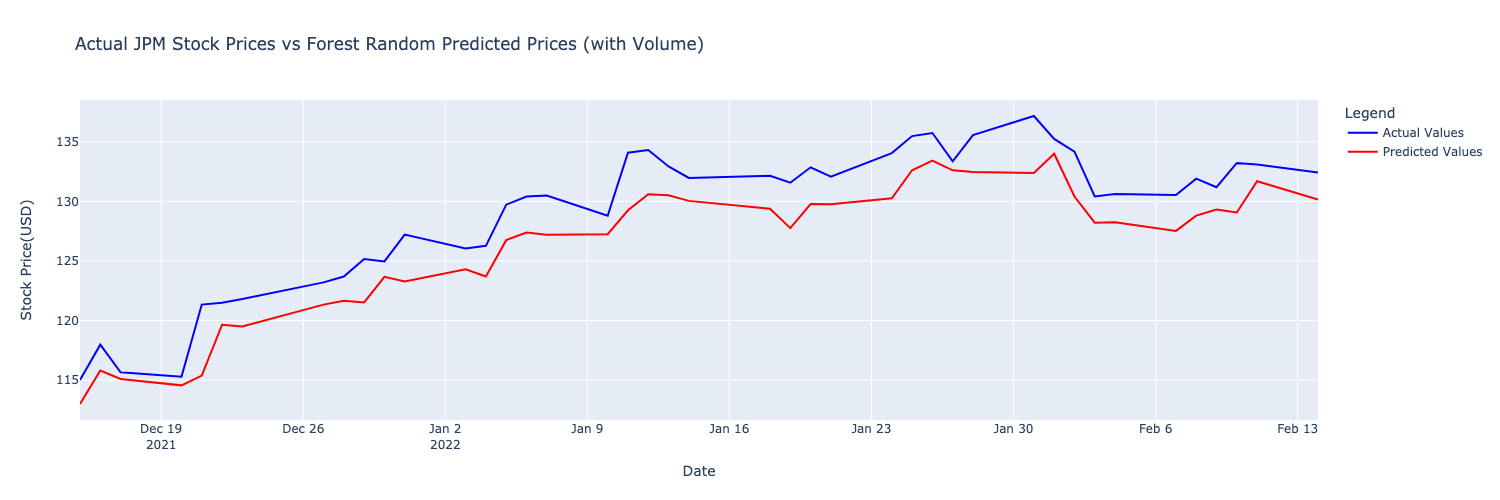 Actual JPM Stock Prices vs Forest Random Predicted Prices (with Volume)
Legend
Actual Values
Predicted Values
Stock Price(USD)
135
130
125
120
115
Dec 19
2021
Dec 26
Jan 2
2022
Jan 9
Jan 16
Jan 23
Jan 30
Feb 6
Feb 13
Date